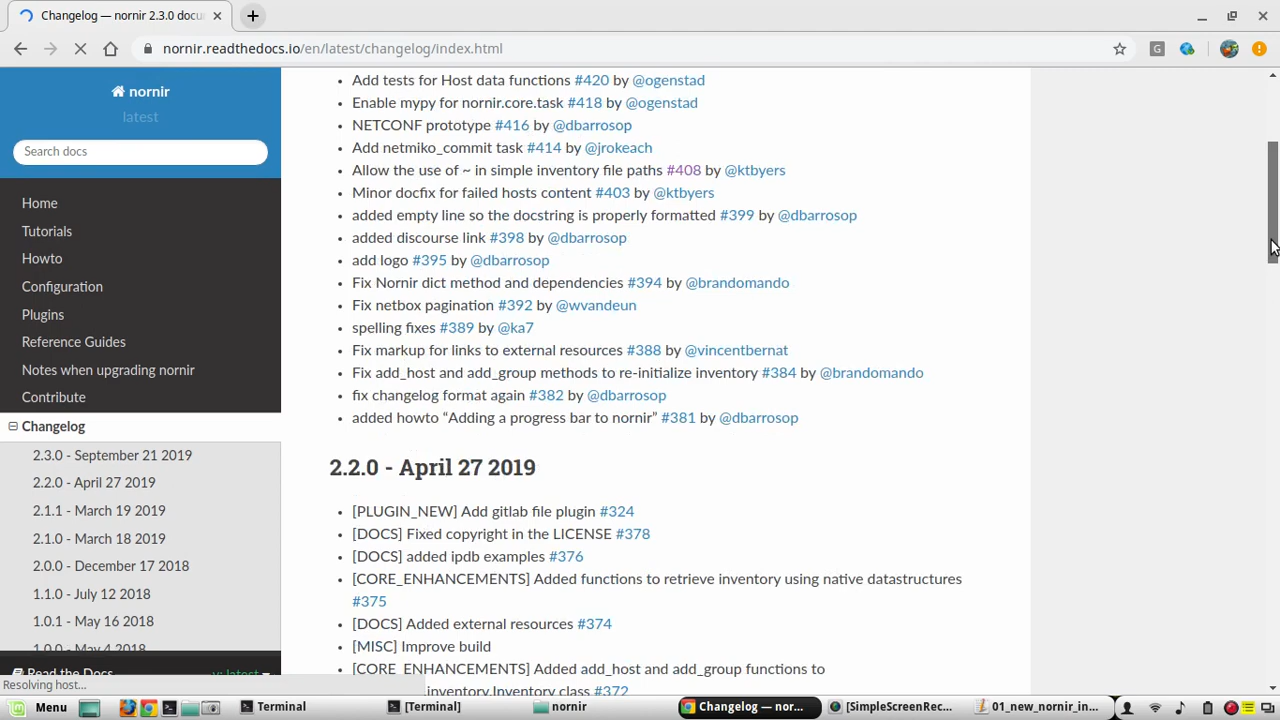 Changelog — nornir 2.3.0 docu
nornir.readthedocs.io/en/latest/changelog/index.html
nornir
latest
Search docs
Home
Tutorials
Howto
Configuration
Plugins
Reference Guides
Notes when upgrading nornir
Contribute
Changelog
2.3.0 - September 21 2019
2.2.0 - April 27 2019
2.1.1 - March 19 2019
2.1.0 - March 18 2019
2.0.0 - December 17 2018
1.1.0 - July 12 2018
1.0.1 - May 16 2018
1.0.0 - May 4 2018
Read the Docs v: latest
Resolving host...
• Add tests for Host data functions #420 by @ogenstad
• Enable mypy for nornir.core.task #418 by @ogenstad
• NETCONF prototype #416 by @dbarrosop
• Add netmiko_commit task #414 by @jrokeach
• Allow the use of ~ in simple inventory file paths #408 by @ktbyers
• Minor docfix for failed hosts content #403 by @ktbyers
• added empty line so the docstring is properly formatted #399 by @dbarrosop
• added discourse link #398 by @dbarrosop
• add logo #395 by @dbarrosop
• Fix Nornir dict method and dependencies #394 by @brandomando
• Fix netbox pagination #392 by @wvandeun
• spelling fixes #389 by @ka7
• Fix markup for links to external resources #388 by @vincentbernat
• Fix add_host and add_group methods to re-initialize inventory #384 by @brandomando
• fix changelog format again #382 by @dbarrosop
• added howto “Adding a progress bar to nornir” #381 by @dbarrosop
2.2.0 - April 27 2019
• [PLUGIN_NEW] Add gitlab file plugin #324
• [DOCS] Fixed copyright in the LICENSE #378
• [DOCS] added ipdb examples #376
• [CORE_ENHANCEMENTS] Added functions to retrieve inventory using native datastructures
#375
• [DOCS] Added external resources #374
• [MISC] Improve build
• [CORE_ENHANCEMENTS] Added add_host and add_group functions to
inventory.Inventory class #372
Menu Terminal [Terminal] nornir Changelog — nor... [SimpleScreenRec... 01_new_nornir_in...